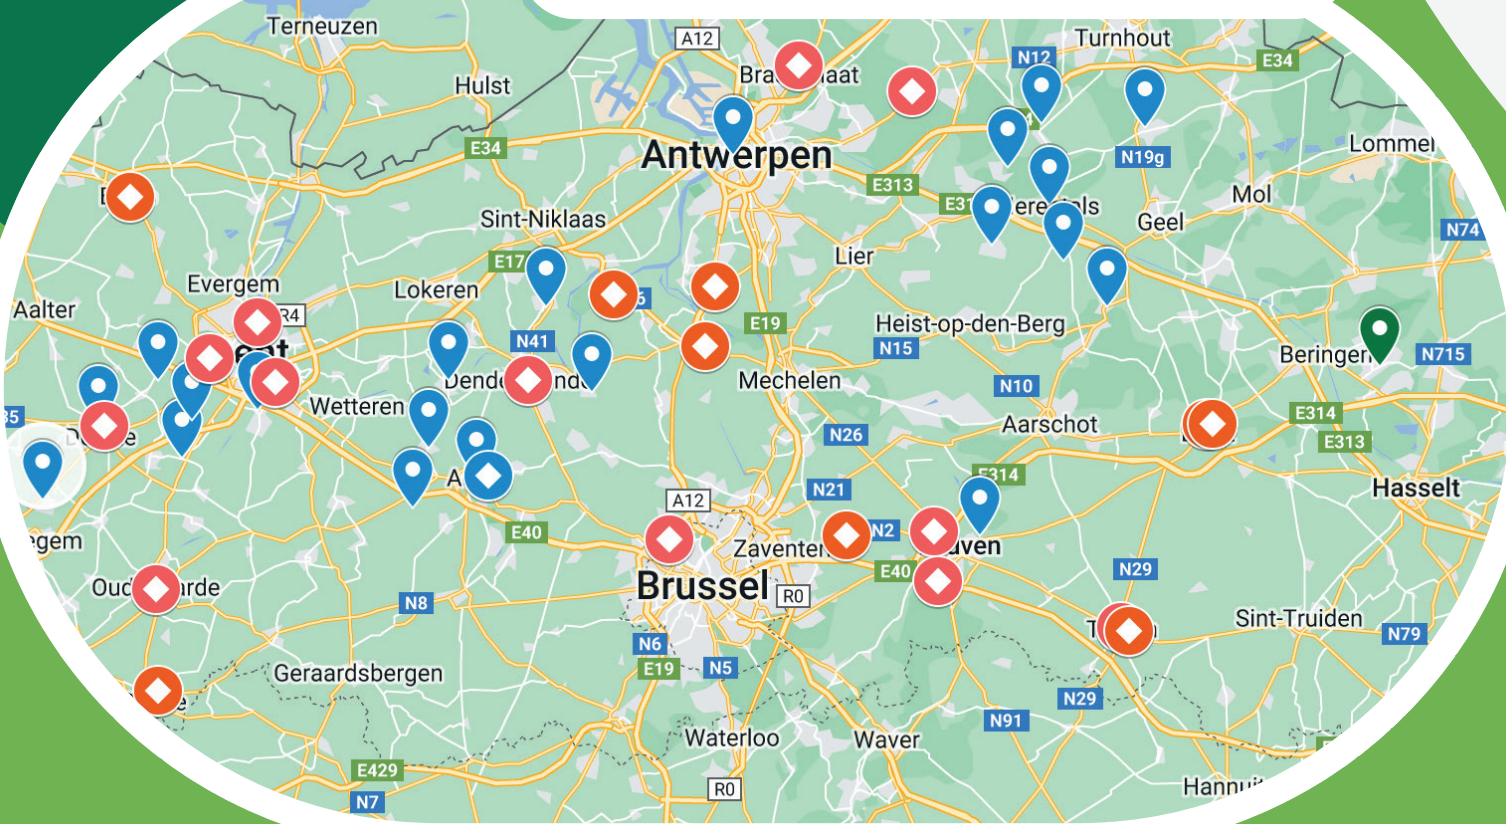 Terneuzen
A12
Turnhout
N12
E34
Hulst
Lommel
E34
Antwerpen
N19g
E313
Mol
Sint-Niklaas
Geel
N74
Lier
E17
Evergem
Lokeren
Aalter
R4
E19
Heist-op-den-Berg
N41
N15
Beringen
N715
Mechelen
N10
Wetteren
E314
Aarschot
N26
E313
E314
N21
Hasselt
A12
E40
N2
Zaventem
E40
N29
Brussel
R0
N8
Sint-Truiden
N79
N6
E19
N5
Geraardsbergen
N29
N91
Waterloo
Waver
E429
R0
N7